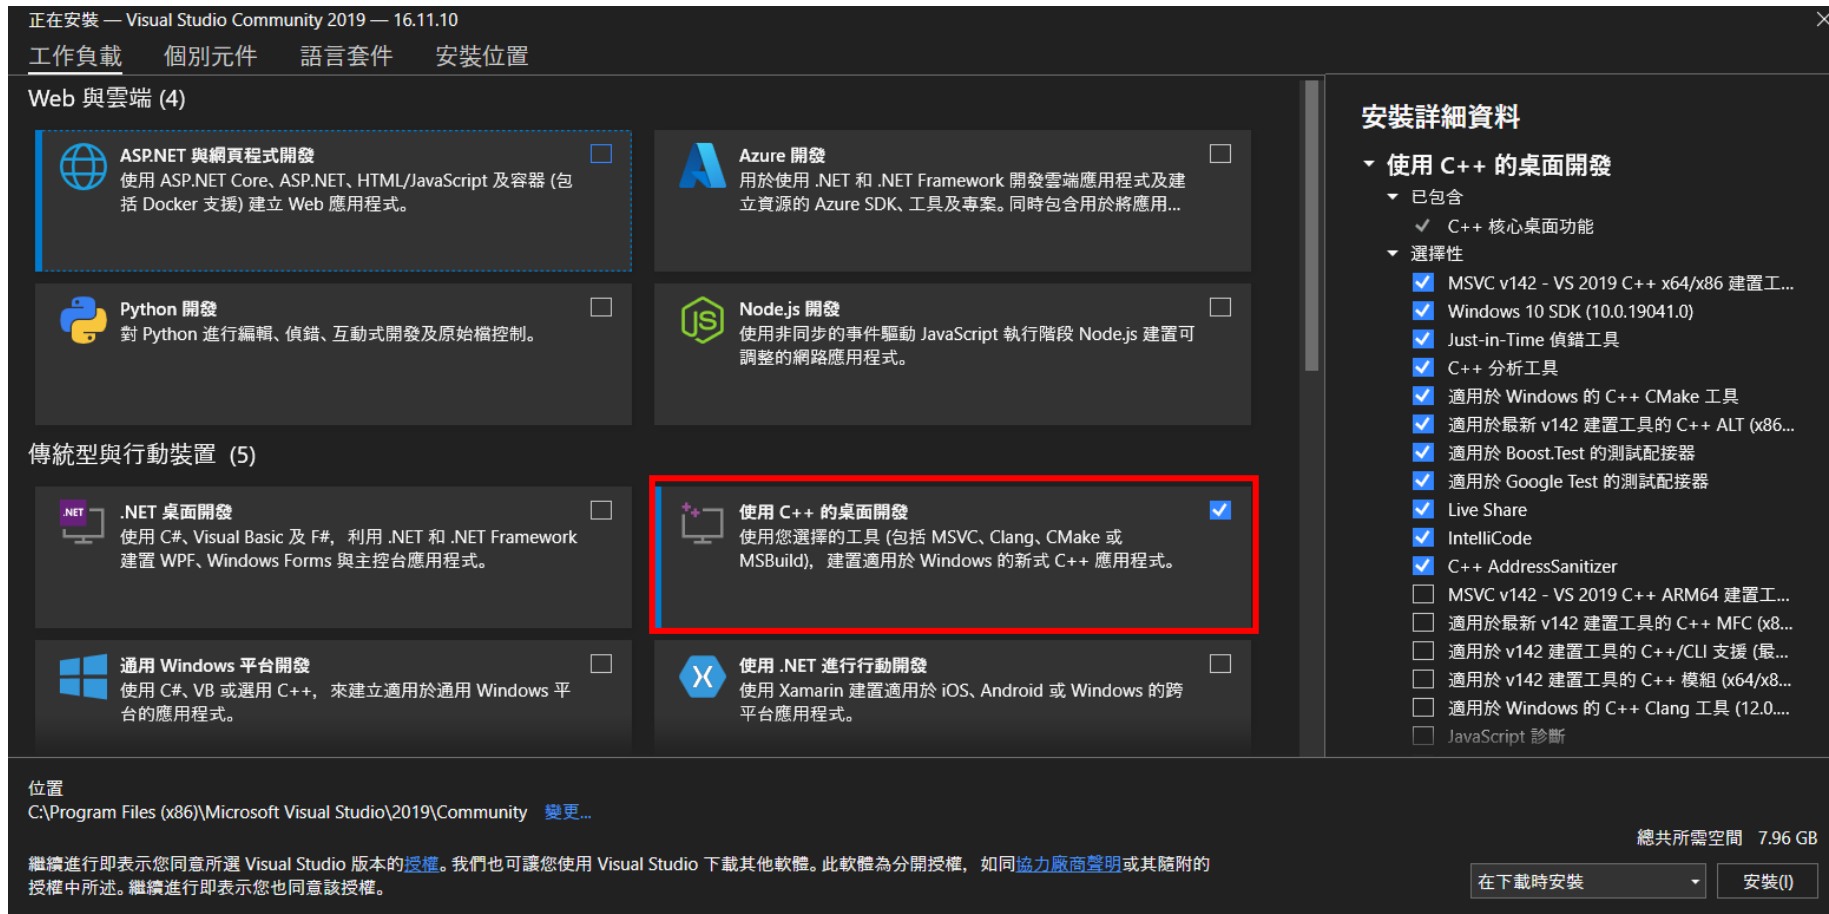 正在安裝 — Visual Studio Community 2019 — 16.11.10
工作負載 個別元件 語言套件 安裝位置
Web 與雲端 (4)
ASP.NET 與網頁程式開發
使用 ASP.NET Core、ASP.NET、HTML/JavaScript 及容器 (包
括 Docker 支援) 建立 Web 應用程式。
Azure 開發
用於使用 .NET 和 .NET Framework 開發雲端應用程式及建
立資源的 Azure SDK、工具及專案。同時包含用於將應用...
Python 開發
對 Python 進行編輯、偵錯、互動式開發及原始檔控制。
Node.js 開發
使用非同步的事件驅動 JavaScript 執行階段 Node.js 建置可
調整的網路應用程式。
傳統型與行動裝置 (5)
.NET
.NET 桌面開發
使用 C#、Visual Basic 及 F#，利用 .NET 和 .NET Framework
建置 WPF、Windows Forms 與主控台應用程式。
使用 C++ 的桌面開發
使用您選擇的工具 (包括 MSVC、Clang、CMake 或
MSBuild)，建置適用於 Windows 的新式 C++ 應用程式。
通用 Windows 平台開發
使用 C#、VB 或選用 C++，來建立適用於通用 Windows 平
台的應用程式。
使用 .NET 進行行動開發
使用 Xamarin 建置適用於 iOS、Android 或 Windows 的跨
平台應用程式。
安裝詳細資料
使用 C++ 的桌面開發
已包含
C++ 核心桌面功能
選擇性
MSVC v142 - VS 2019 C++ x64/x86 建置工...
Windows 10 SDK (10.0.19041.0)
Just-in-Time 偵錯工具
C++ 分析工具
適用於 Windows 的 C++ CMake 工具
適用於最新 v142 建置工具的 C++ ALT (x86...
適用於 Boost.Test 的測試配接器
適用於 Google Test 的測試配接器
Live Share
IntelliCode
C++ AddressSanitizer
MSVC v142 - VS 2019 C++ ARM64 建置工...
適用於最新 v142 建置工具的 C++ MFC (x8...
適用於 v142 建置工具的 C++/CLI 支援 (最...
適用於 v142 建置工具的 C++ 模組 (x64/x8...
適用於 Windows 的 C++ Clang 工具 (12.0....
JavaScript 診斷
位置
C:\Program Files (x86)\Microsoft Visual Studio\2019\Community 變更...
總共所需空間 7.96 GB
繼續進行即表示您同意所選 Visual Studio 版本的授權。我們也可讓您使用 Visual Studio 下載其他軟體。此軟體為分開授權，如同協力廠商聲明或其隨附的
授權中所述。繼續進行即表示您也同意該授權。
在下載時安裝 安裝(I)